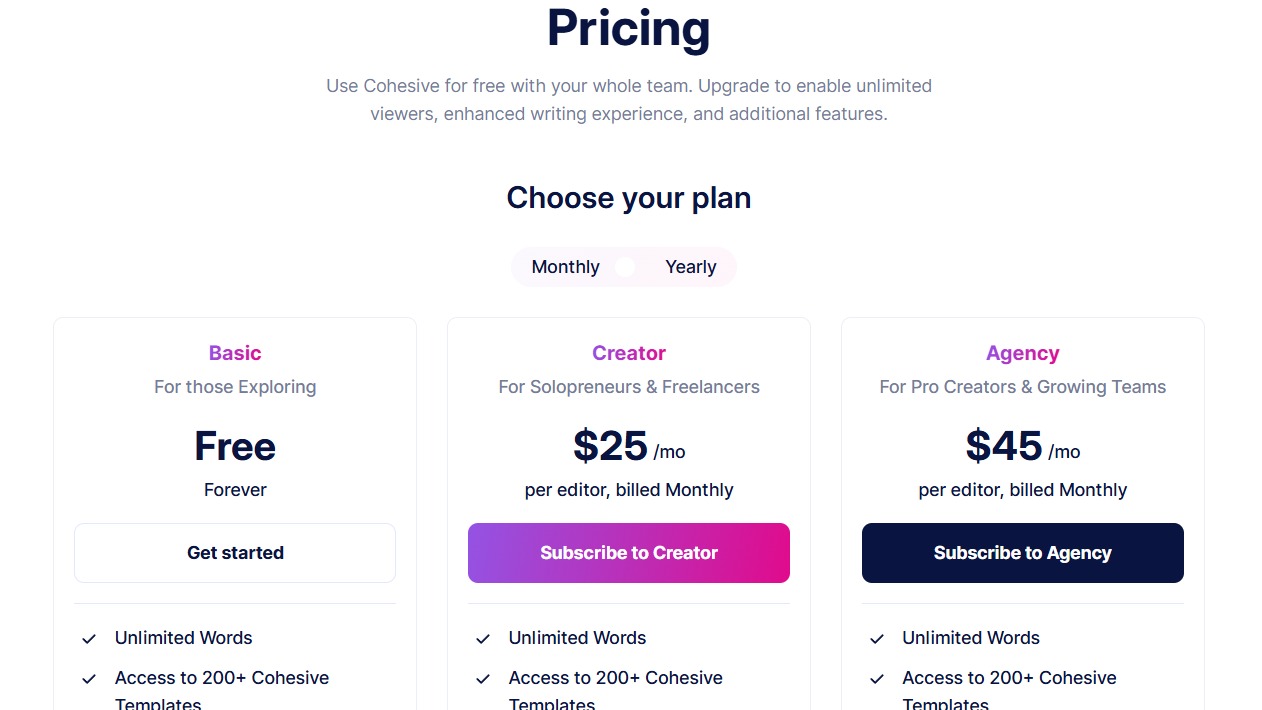 Pricing
Use Cohesive for free with your whole team. Upgrade to enable unlimited
viewers, enhanced writing experience, and additional features.
Choose your plan
Monthly Yearly
Basic
For those Exploring
Free
Forever
Get started
Unlimited Words
Access to 200+ Cohesive
Templates
Creator
For Solopreneurs & Freelancers
$25 /mo
per editor, billed Monthly
Subscribe to Creator
Unlimited Words
Access to 200+ Cohesive
Templates
Agency
For Pro Creators & Growing Teams
$45 /mo
per editor, billed Monthly
Subscribe to Agency
Unlimited Words
Access to 200+ Cohesive
Templates